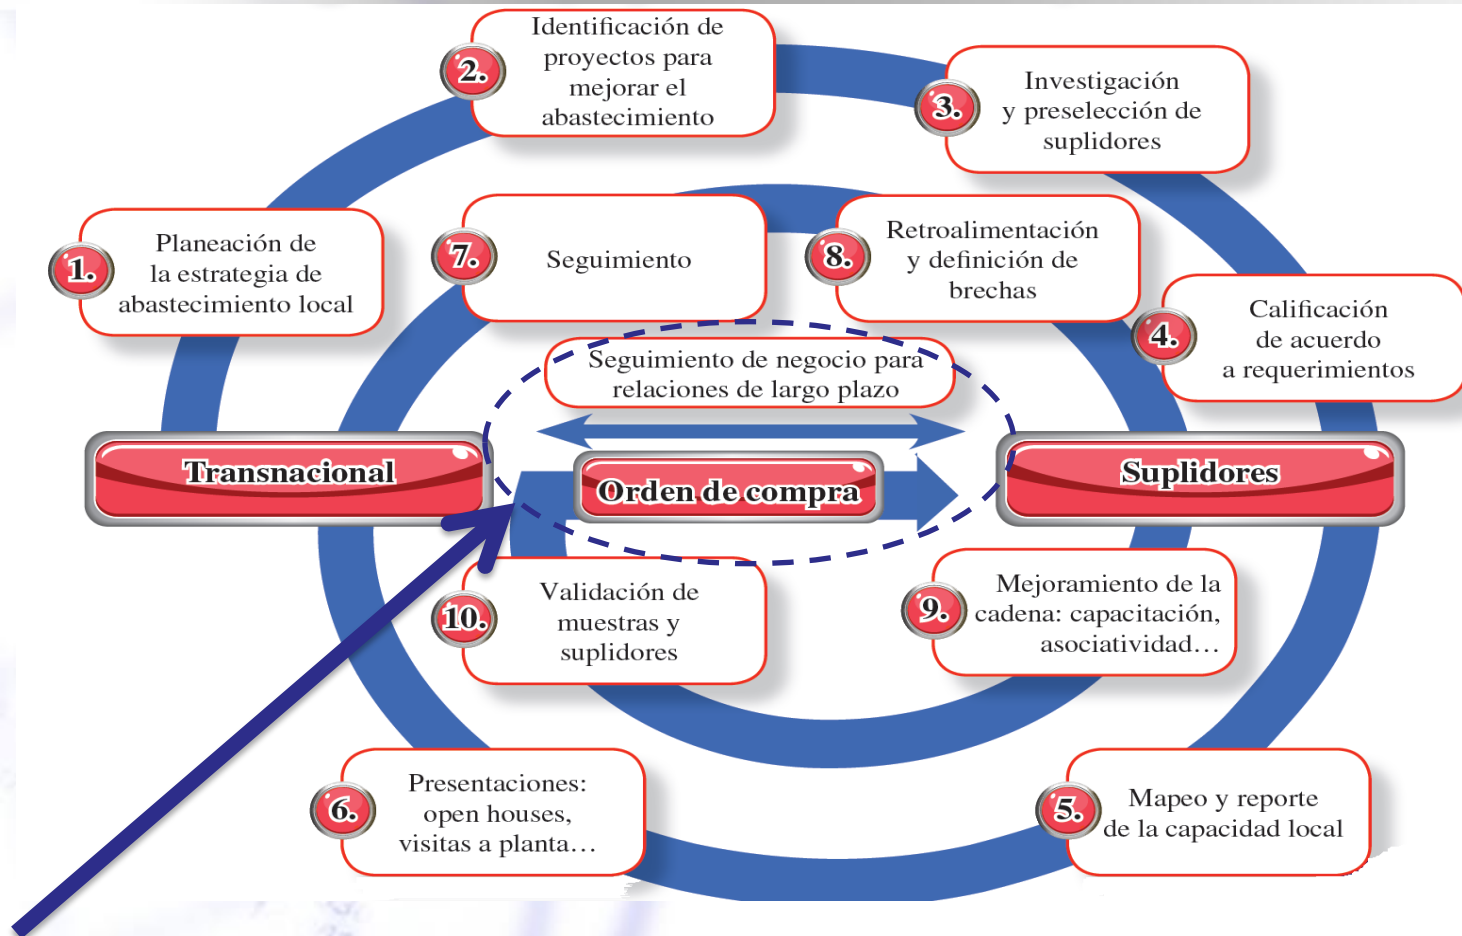 1.
Planeación de
la estrategia de
abastecimiento local
2.
Identificación de
proyectos para
mejorar el
abastecimiento
3.
Investigación
y preselección de
suplidores
4.
Calificación
de acuerdo
a requerimientos
5.
Mapeo y reporte
de la capacidad local
6.
Presentaciones:
open houses,
visitas a planta…
7.
Seguimiento
8.
Retroalimentación
y definición de
brechas
9.
Mejoramiento de la
cadena: capacitación,
asociatividad…
10.
Validación de
muestras y
suplidores
Seguimiento de negocio para
relaciones de largo plazo
Transnacional
Orden de compra
Suplidores